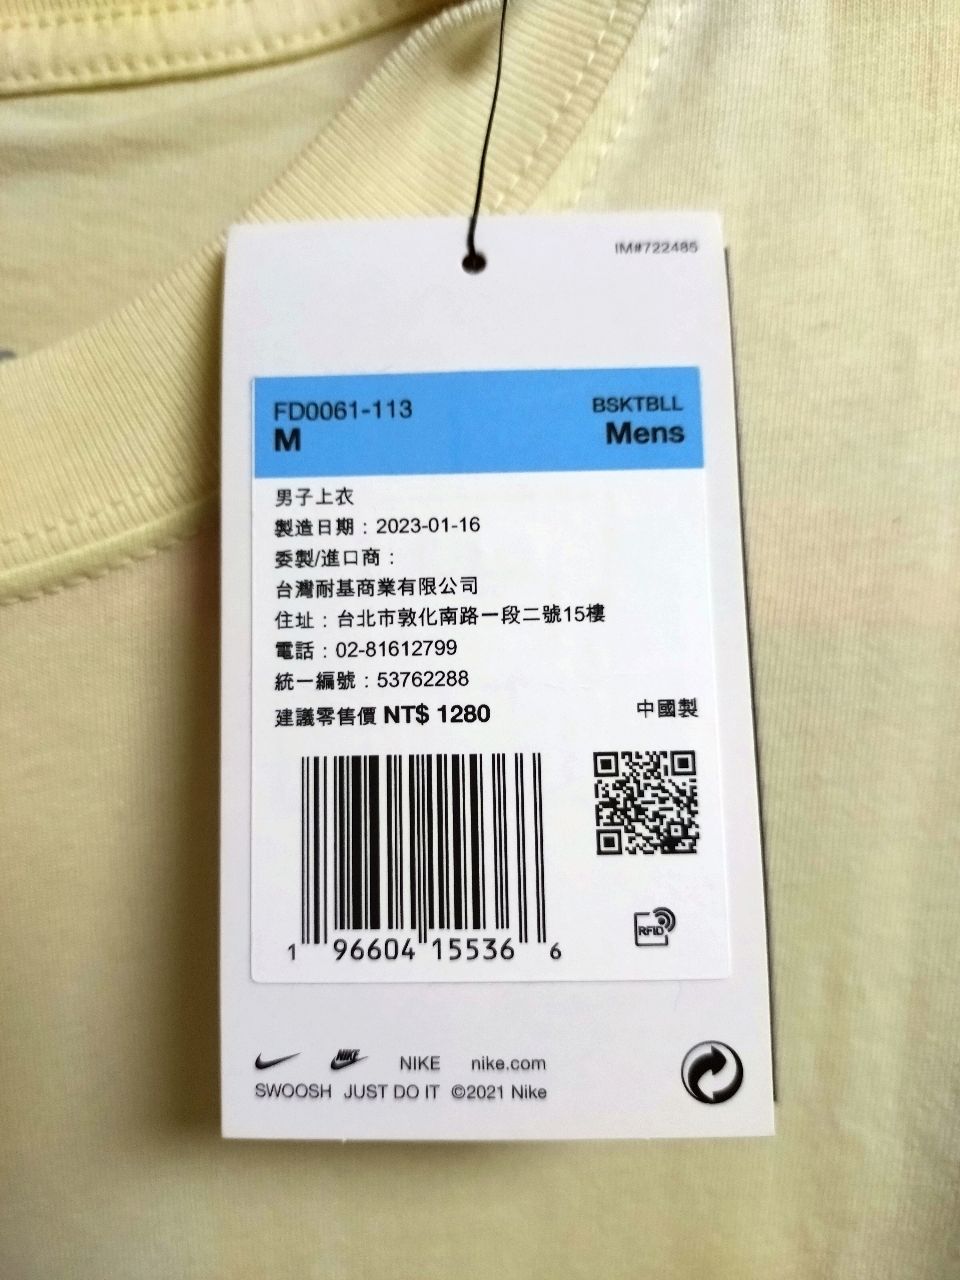 IM#722485
FD0061-113 BSKTBLL
M Mens
男子上衣
製造日期：2023-01-16
委製/進口商：
台灣耐基商業有限公司
住址：台北市敦化南路一段二號15樓
電話：02-81612799
統一編號：53762288
建議零售價 NT$ 1280 中國製
RFID
1 96604 15536 6
NIKE NIKE nike.com
SWOOSH JUST DO IT ©2021 Nike